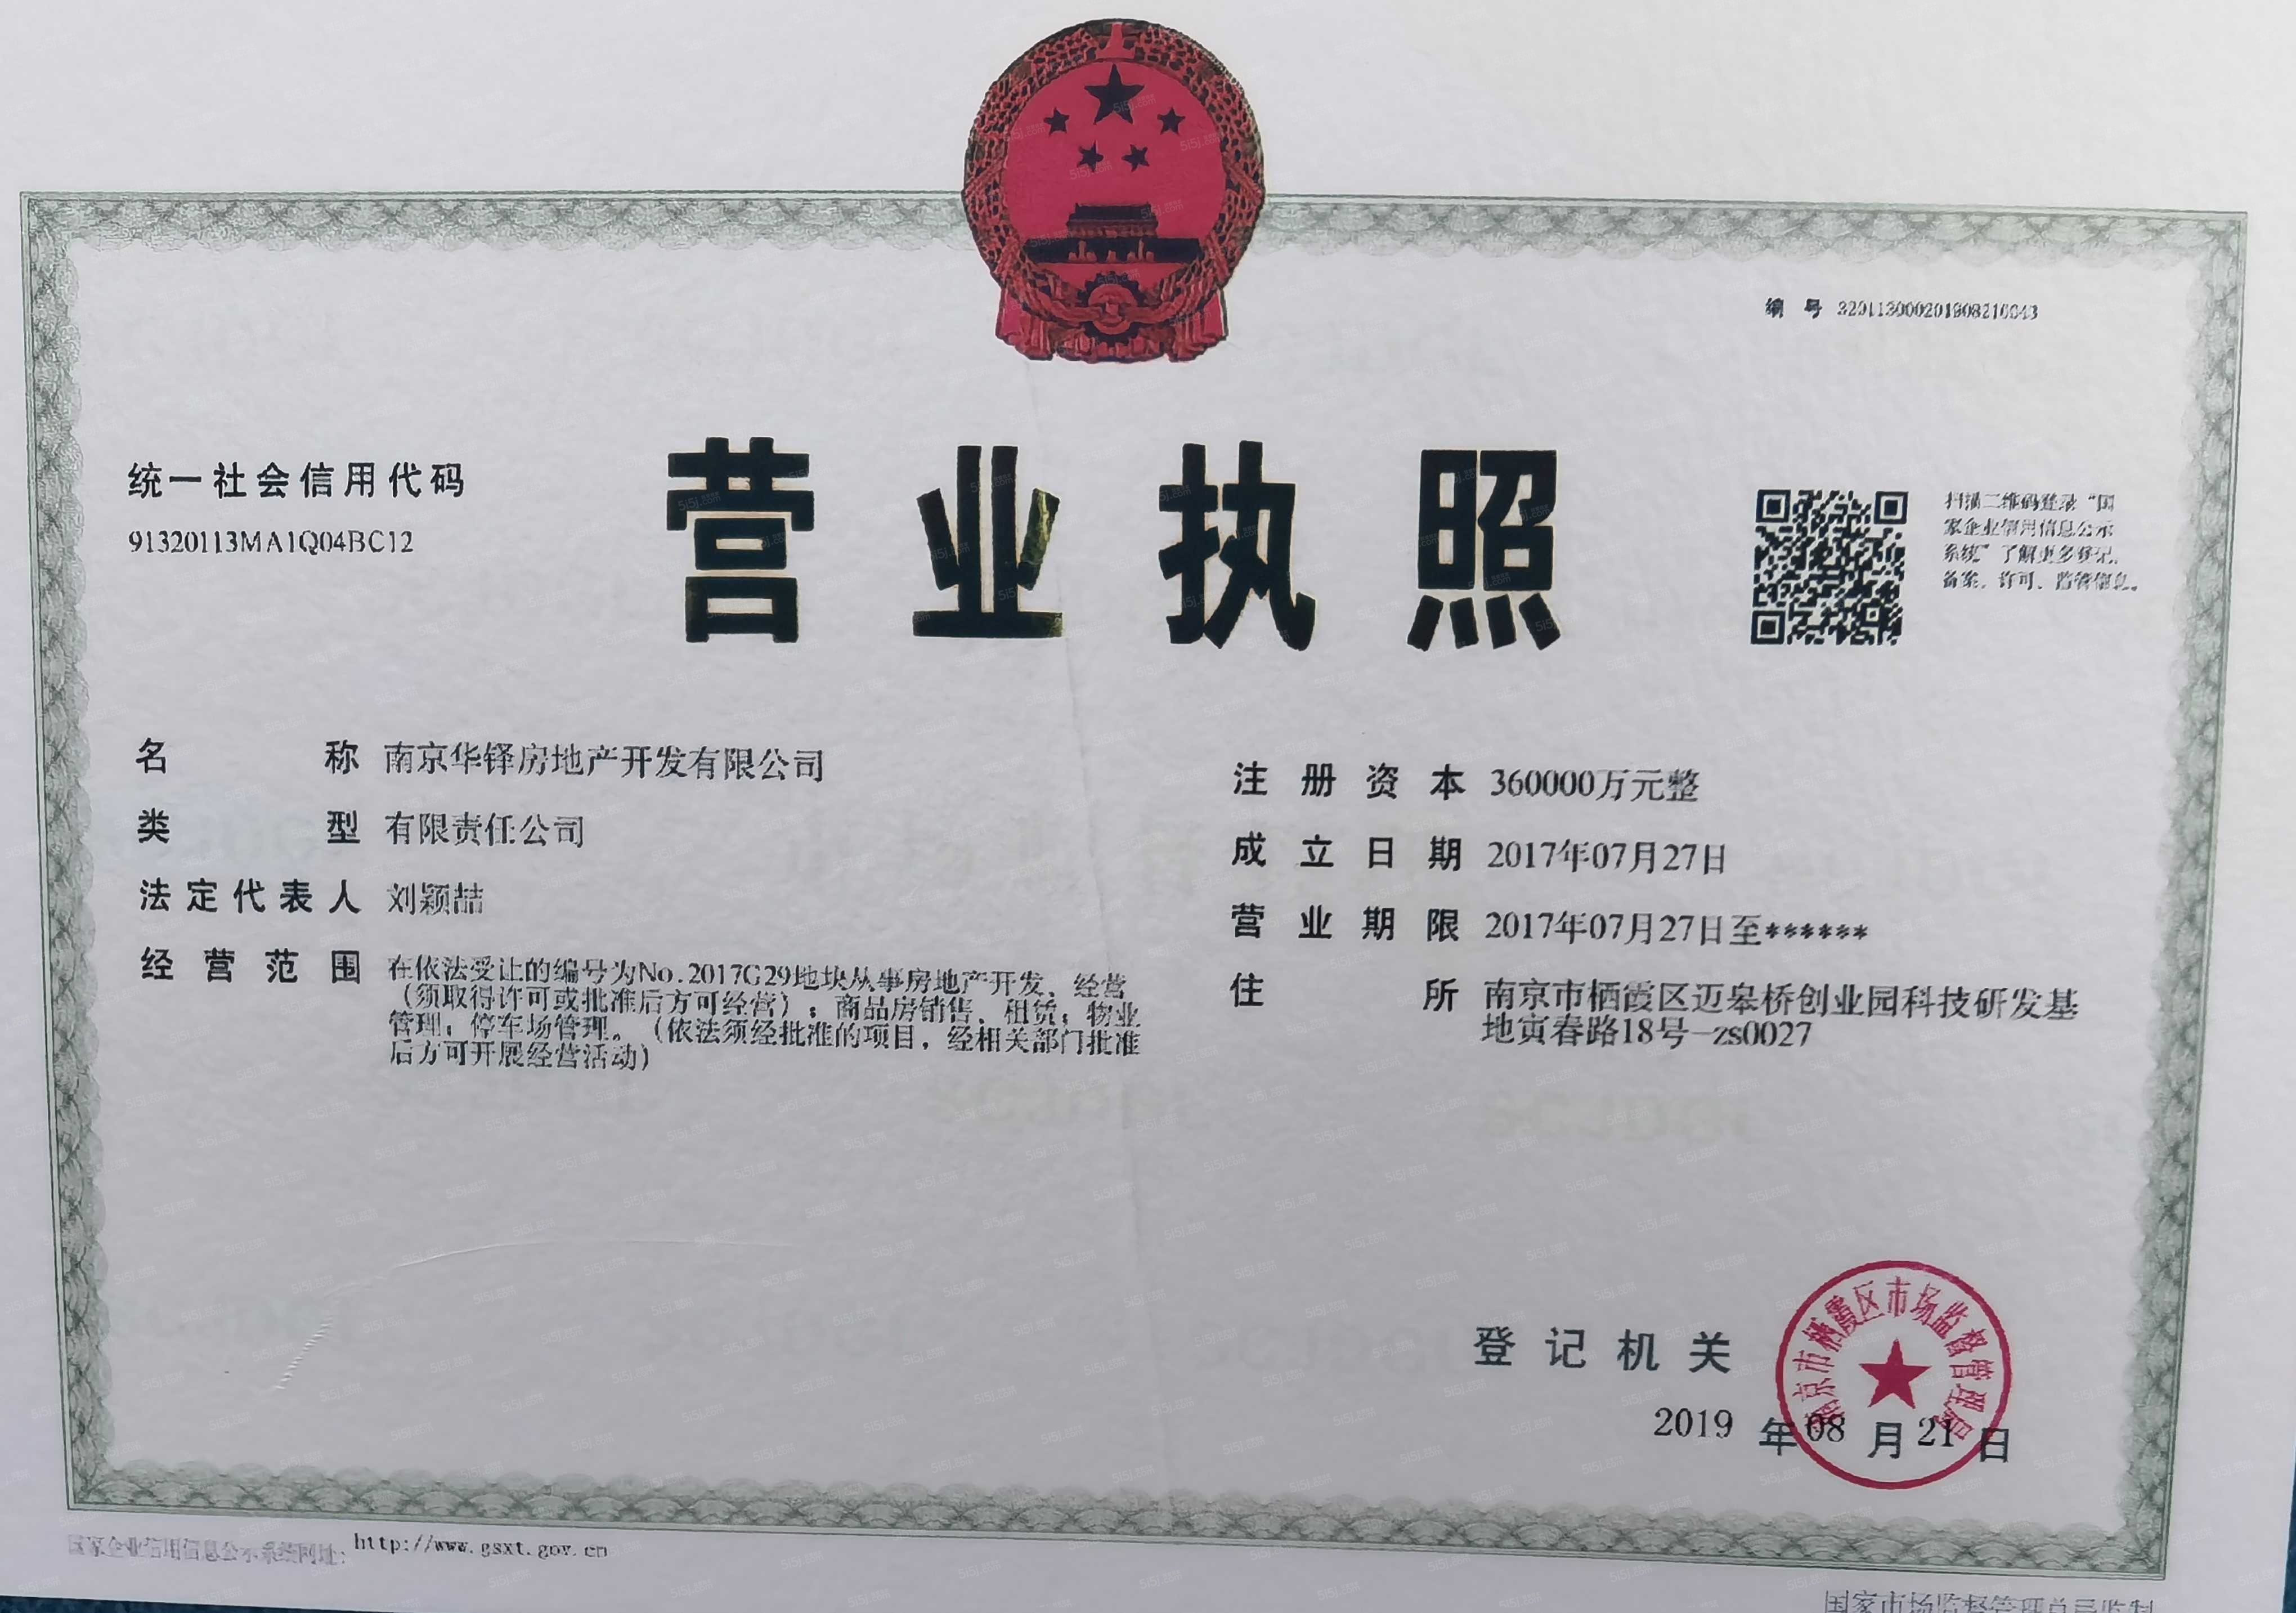 编 号 320113000201908210043
统一社会信用代码
91320113MA1Q04BC12
营业执照
扫描二维码登录“国
家企业信用信息公示
系统”了解更多登记、
备案、许可、监管信息。
名 称 南京华铎房地产开发有限公司
类 型 有限责任公司
法定代表人 刘颖喆
经营范围 在依法受让的编号为No.2017G29地块从事房地产开发、经营
（须取得许可或批准后方可经营）；商品房销售、租赁；物业
管理；停车场管理。（依法须经批准的项目，经相关部门批准
后方可开展经营活动）
注册资本 360000万元整
成立日期 2017年07月27日
营业期限 2017年07月27日至******
住 所 南京市栖霞区迈皋桥创业园科技研发基
地寅春路18号-zs0027
登记机关
南京市栖霞区市场监督管理局
2019 年 08 月 21 日
国家企业信用信息公示系统网址：http://www.gsxt.gov.cn
国家市场监督管理总局监制